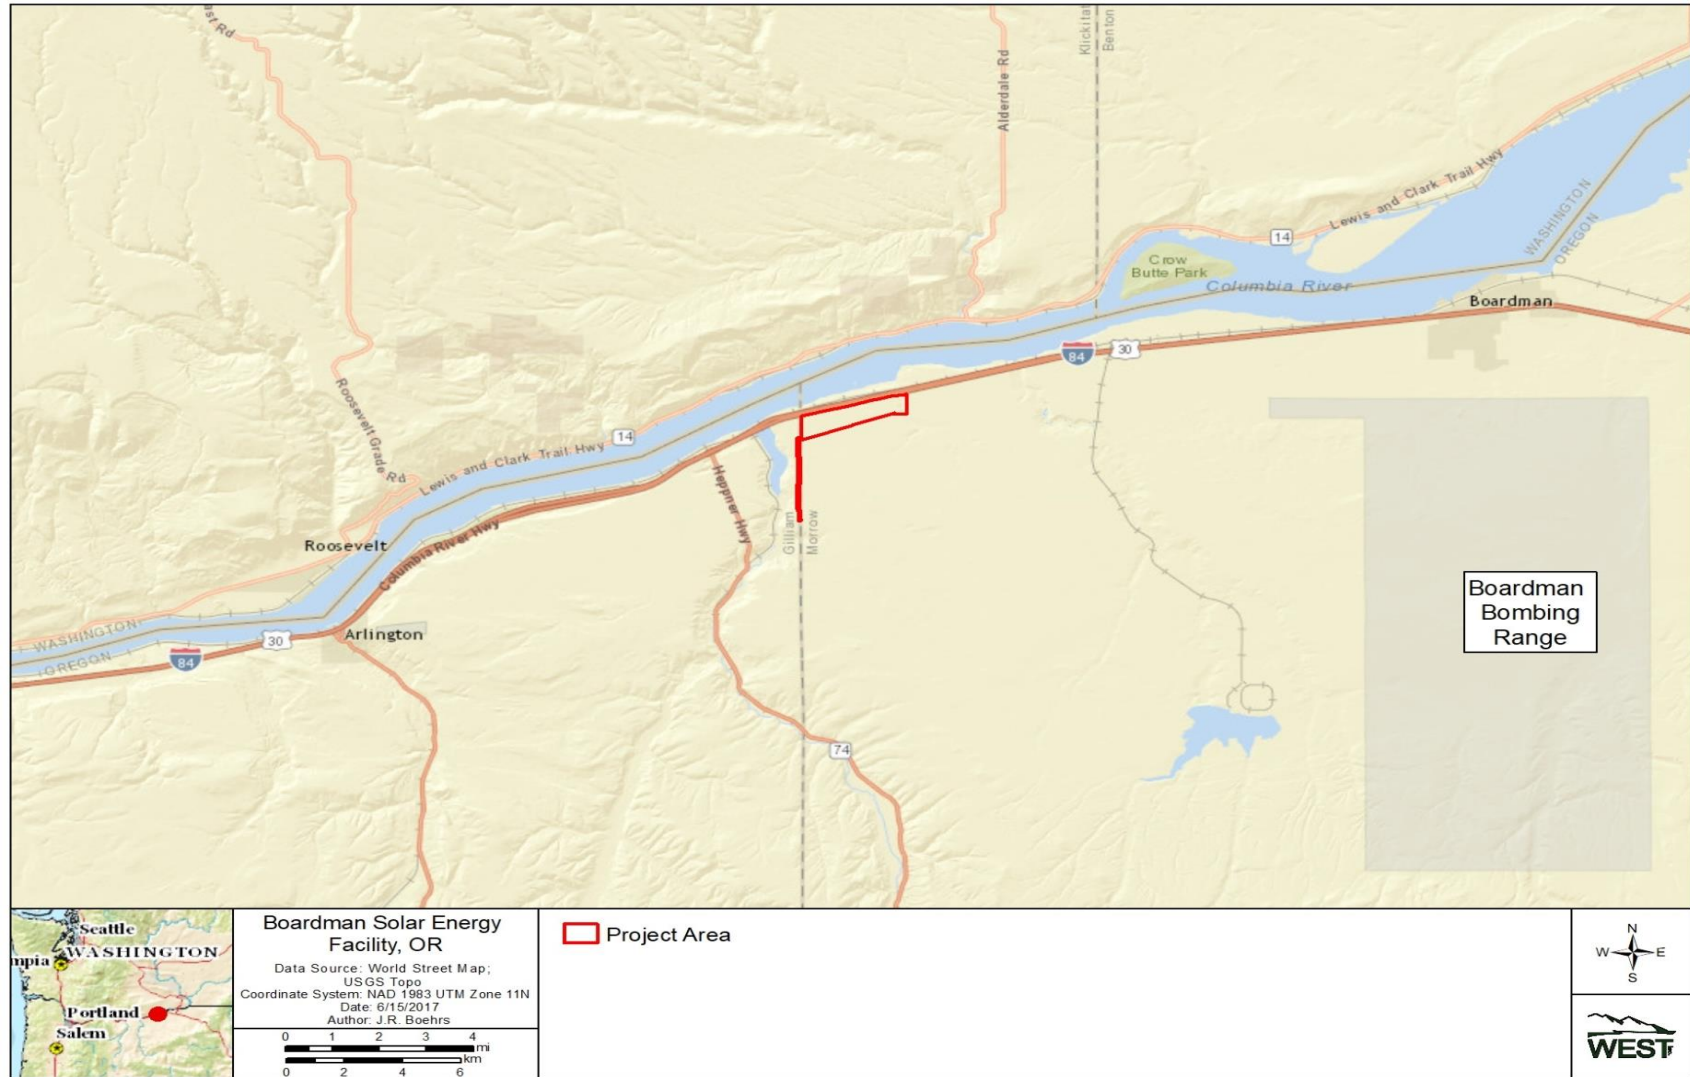 ast Rd
Alderdale Rd
Klickitat
Benton
Lewis and Clark Trail Hwy
14
WASHINGTON
OREGON
Crow
Butte Park
Columbia River
Boardman
84
30
Roosevelt Grade Rd
14
Lewis and Clark Trail Hwy
Heppner Hwy
Gilliam
Morrow
Roosevelt
Columbia River Hwy
Boardman
Bombing
Range
WASHINGTON
OREGON
30
84
Arlington
74
Seattle
mpia
WASHINGTON
Portland
Salem
Boardman Solar Energy
Facility, OR
Data Source: World Street Map;
USGS Topo
Coordinate System: NAD 1983 UTM Zone 11N
Date: 6/15/2017
Author: J.R. Boehrs
0 1 2 3 4
mi
km
0 2 4 6
Project Area
N
W E
S
WEST